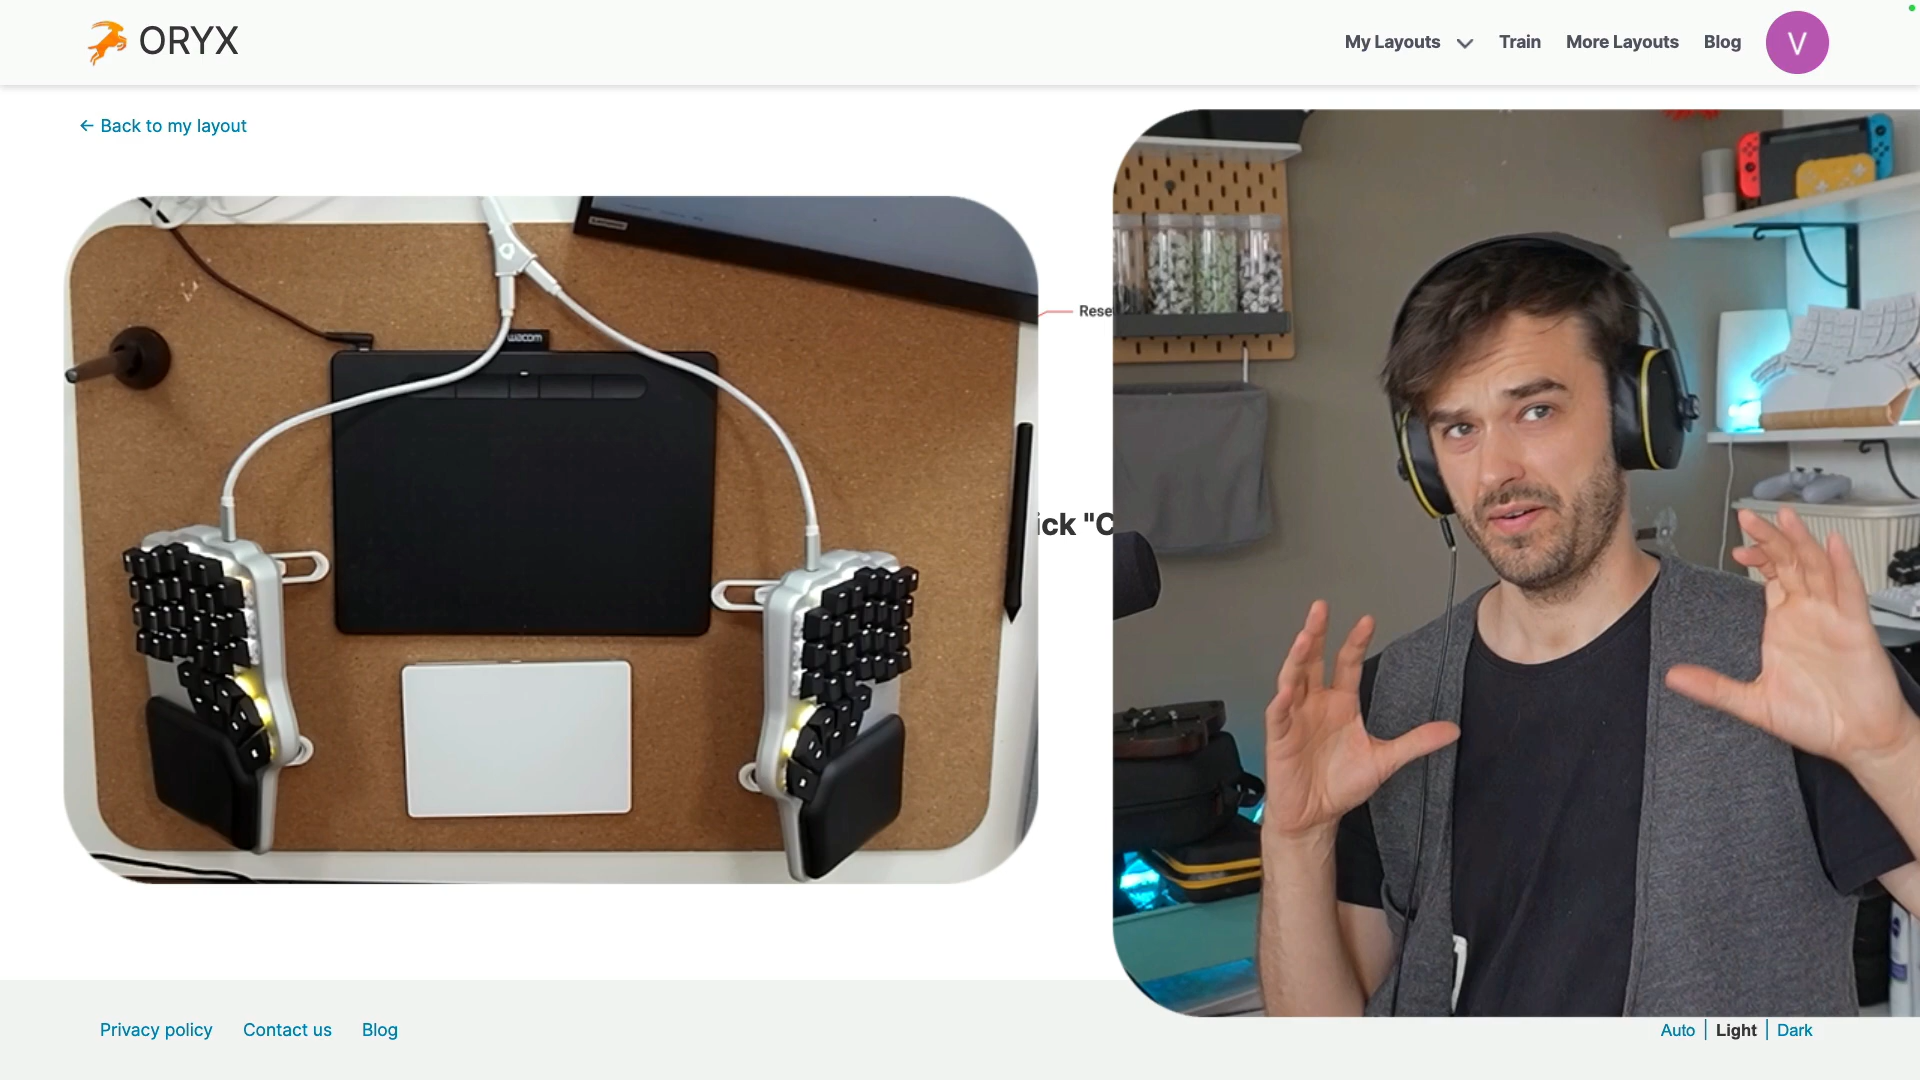 ORYX
My Layouts
Train
More Layouts
Blog
V
← Back to my layout
wacom
Rese
ick "C
Privacy policy
Contact us
Blog
Auto | Light | Dark